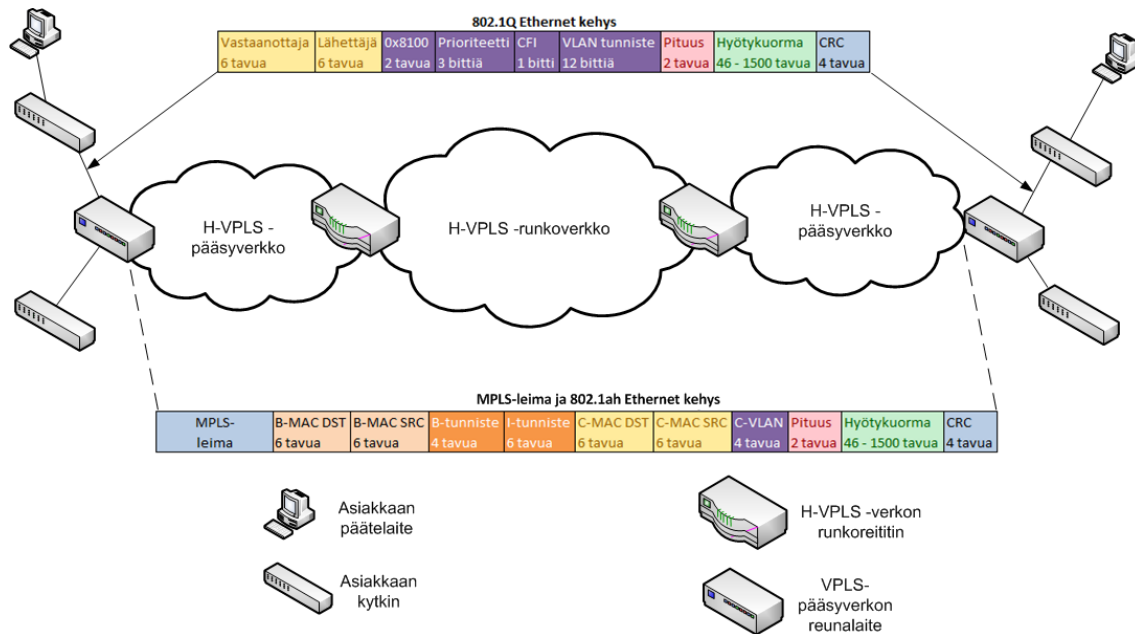 802.1Q Ethernet kehys
Vastaanottaja Lähettäjä 0x8100 Prioriteetti CFI VLAN tunniste Pituus Hyötykuorma CRC
6 tavua 6 tavua 2 tavua 3 bittiä 1 bitti 12 bittiä 2 tavua 46 - 1500 tavua 4 tavua
H-VPLS -
pääsyverkko
H-VPLS -runkoverkko
H-VPLS -
pääsyverkko
MPLS-leima ja 802.1ah Ethernet kehys
MPLS-
leima
B-MAC DST B-MAC SRC B-tunniste I-tunniste C-MAC DST C-MAC SRC C-VLAN Pituus Hyötykuorma CRC
6 tavua 6 tavua 4 tavua 6 tavua 6 tavua 6 tavua 4 tavua 2 tavua 46 - 1500 tavua 4 tavua
Asiakkaan
päätelaite
H-VPLS -verkon
runkoreititin
Asiakkaan
kytkin
VPLS-
pääsyverkon
reunalaite